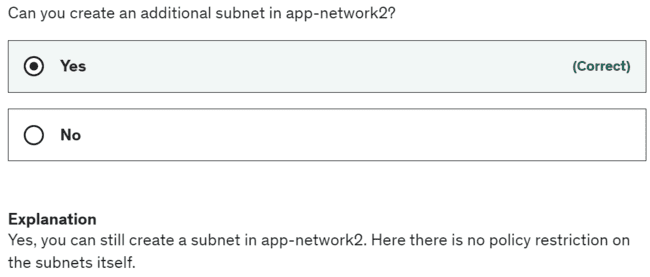 Can you create an additional subnet in app-network2?
Yes
(Correct)
No
Explanation
Yes, you can still create a subnet in app-network2. Here there is no policy restriction on
the subnets itself.